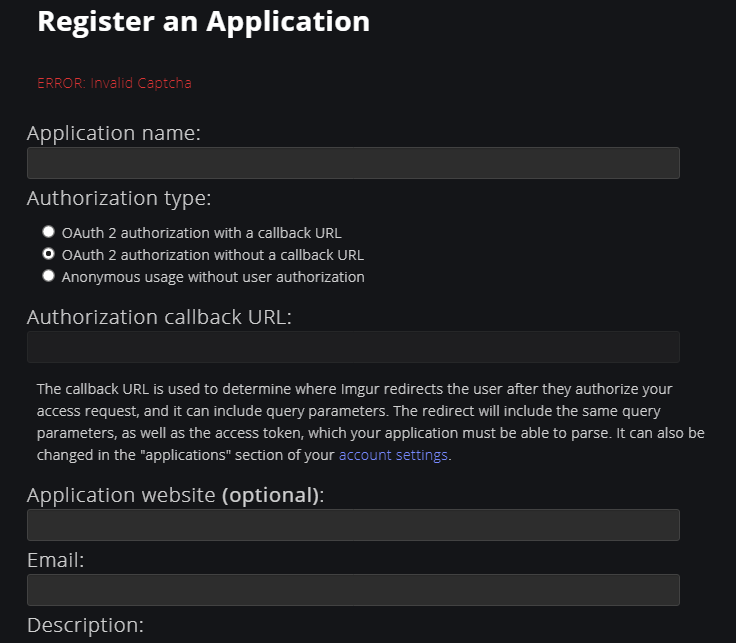 Register an Application
ERROR: Invalid Captcha
Application name:
Authorization type:
OAuth 2 authorization with a callback URL
OAuth 2 authorization without a callback URL
Anonymous usage without user authorization
Authorization callback URL:
The callback URL is used to determine where Imgur redirects the user after they authorize your
access request, and it can include query parameters. The redirect will include the same query
parameters, as well as the access token, which your application must be able to parse. It can also be
changed in the "applications" section of your account settings.
Application website (optional):
Email:
Description: